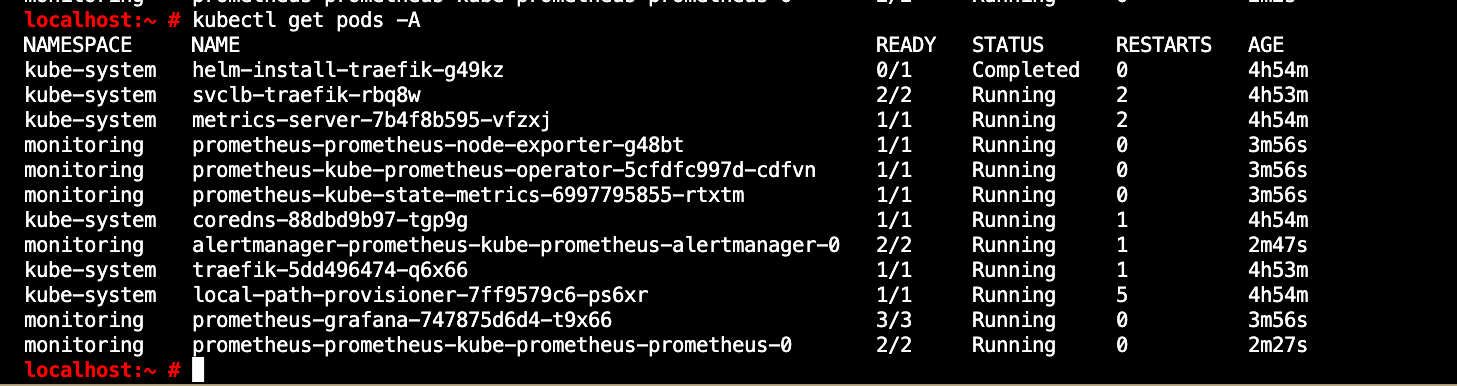 localhost:~ # kubectl get pods -A
NAMESPACE NAME READY STATUS RESTARTS AGE
kube-system helm-install-traefik-g49kz 0/1 Completed 0 4h54m
kube-system svclb-traefik-rbq8w 2/2 Running 2 4h53m
kube-system metrics-server-7b4f8b595-vfzxj 1/1 Running 2 4h54m
monitoring prometheus-prometheus-node-exporter-g48bt 1/1 Running 0 3m56s
monitoring prometheus-kube-prometheus-operator-5cfdfc997d-cdfvn 1/1 Running 0 3m56s
monitoring prometheus-kube-state-metrics-6997795855-rtxtm 1/1 Running 0 3m56s
kube-system coredns-88dbd9b97-tgp9g 1/1 Running 1 4h54m
monitoring alertmanager-prometheus-kube-prometheus-alertmanager-0 2/2 Running 1 2m47s
kube-system traefik-5dd496474-q6x66 1/1 Running 1 4h53m
kube-system local-path-provisioner-7ff9579c6-ps6xr 1/1 Running 5 4h54m
monitoring prometheus-grafana-747875d6d4-t9x66 3/3 Running 0 3m56s
monitoring prometheus-prometheus-kube-prometheus-prometheus-0 2/2 Running 0 2m27s
localhost:~ #